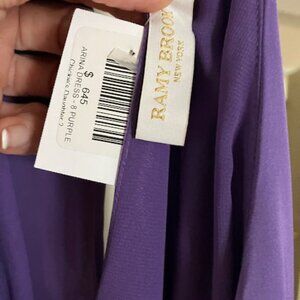 RAMY BROOK
NEW YORK
$ 645
ARINA DRESS - 8 PURPLE